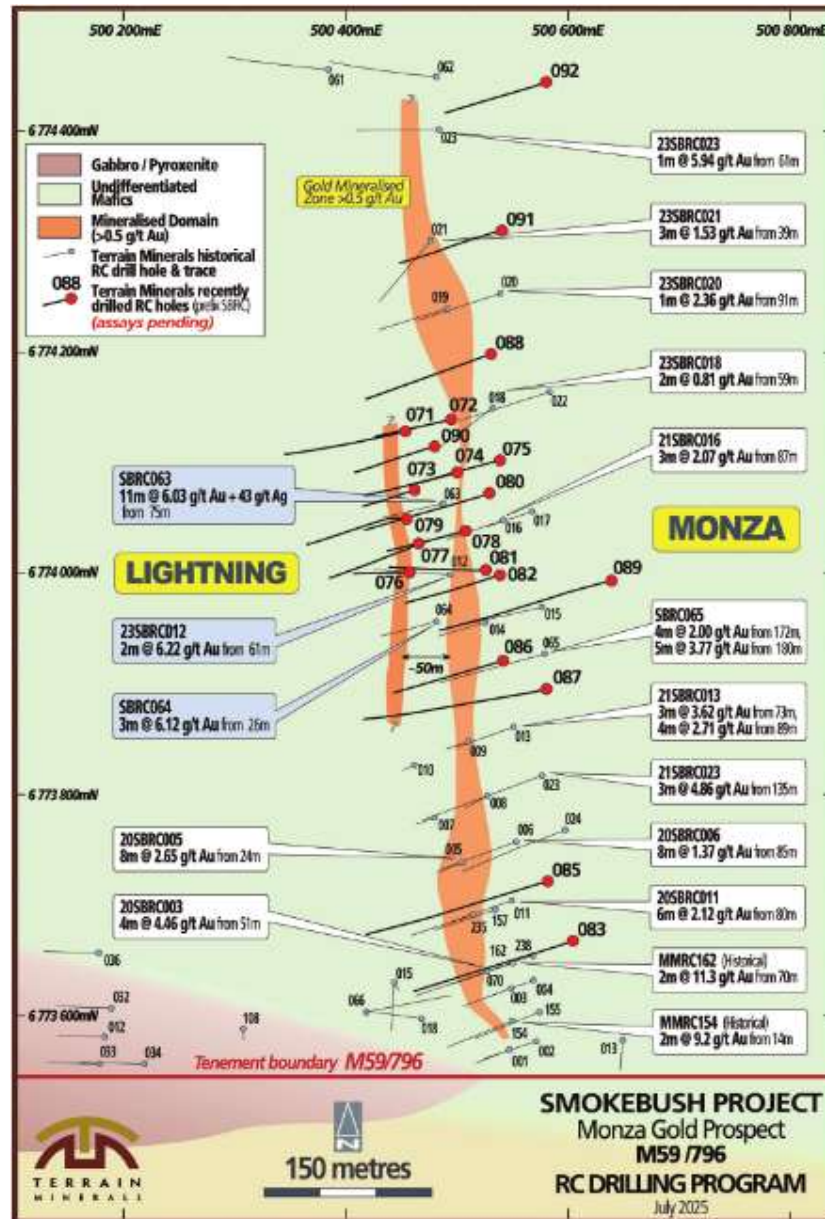 500 200mE
500 400mE
500 600mE
500 800mE
092
062
061
6 774 400mN
023
23SBRC023
1m @ 5.94 g/t Au from 61m
Gabbro / Pyroxenite
Undifferentiated
Mafics
Mineralised Domain
(>0.5 g/t Au)
Terrain Minerals historical
RC drill hole & trace
088
Terrain Minerals recently
drilled RC holes (prefix SBRC)
(assays pending)
Gold Mineralised
Zone >0.5 g/t Au
091
021
23SBRC021
3m @ 1.53 g/t Au from 39m
020
019
23SBRC020
1m @ 2.36 g/t Au from 91m
6 774 200mN
088
23SBRC018
2m @ 0.81 g/t Au from 59m
018
022
071
072
090
074
075
073
080
21SBRC016
3m @ 2.07 g/t Au from 87m
SBRC063
11m @ 6.03 g/t Au + 43 g/t Ag
from 75m
063
079
078
016
017
MONZA
077
6 774 000mN
LIGHTNING
076
012
081
082
089
064
014
015
065
23SBRC012
2m @ 6.22 g/t Au from 61m
SBRC065
4m @ 2.00 g/t Au from 172m,
5m @ 3.77 g/t Au from 180m
~50m
086
087
SBRC064
3m @ 6.12 g/t Au from 26m
21SBRC013
3m @ 3.62 g/t Au from 73m,
4m @ 2.71 g/t Au from 89m
009
013
010
6 773 800mN
023
008
007
21SBRC023
3m @ 4.86 g/t Au from 135m
024
006
005
20SBRC005
8m @ 2.65 g/t Au from 24m
20SBRC006
8m @ 1.37 g/t Au from 85m
085
20SBRC003
4m @ 4.46 g/t Au from 51m
011
157
235
20SBRC011
6m @ 2.12 g/t Au from 80m
083
238
162
070
036
015
003
004
MMRC162 (Historical)
2m @ 11.3 g/t Au from 70m
6 773 600mN
032
012
108
066
018
155
154
MMRC154 (Historical)
2m @ 9.2 g/t Au from 14m
033
034
001
002
013
Tenement boundary M59/796
TERRAIN
MINERALS
N
150 metres
SMOKEBUSH PROJECT
Monza Gold Prospect
M59 /796
RC DRILLING PROGRAM
July 2025